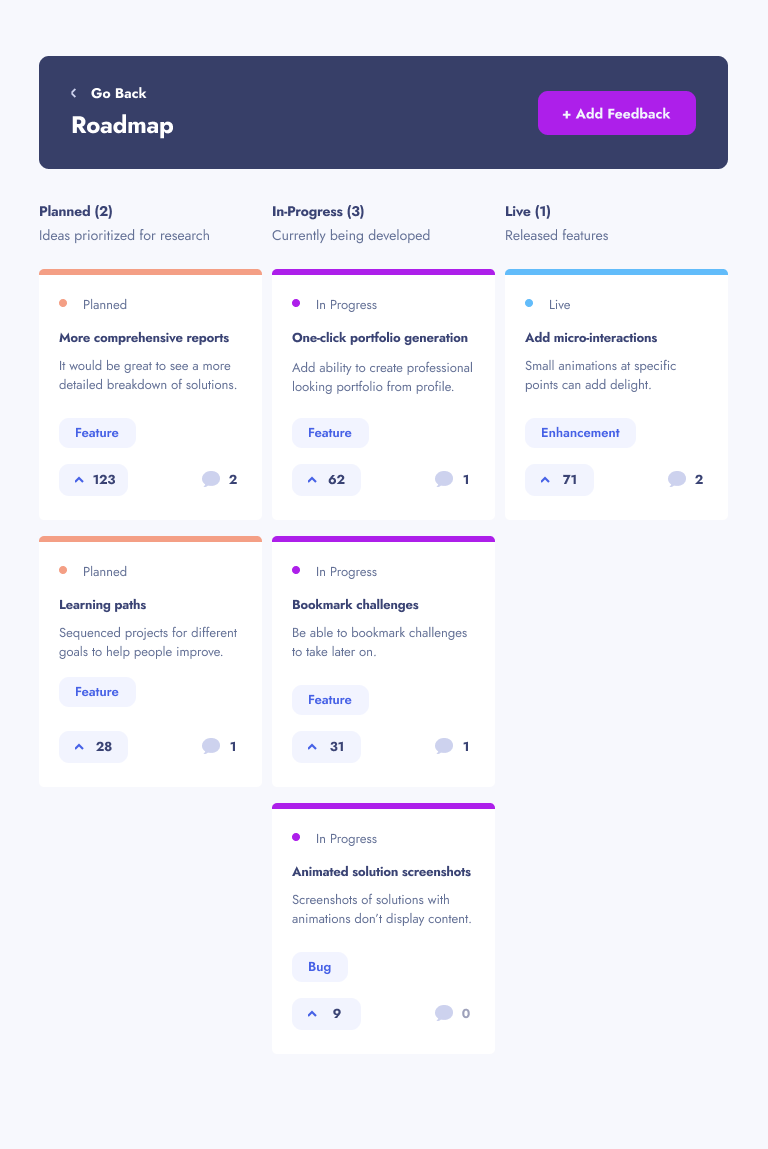 Go Back
Roadmap
+ Add Feedback
Planned (2)
Ideas prioritized for research
Planned
More comprehensive reports
It would be great to see a more
detailed breakdown of solutions.
Feature
123
2
Planned
Learning paths
Sequenced projects for different
goals to help people improve.
Feature
28
1
In-Progress (3)
Currently being developed
In Progress
One-click portfolio generation
Add ability to create professional
looking portfolio from profile.
Feature
62
1
In Progress
Bookmark challenges
Be able to bookmark challenges
to take later on.
Feature
31
1
In Progress
Animated solution screenshots
Screenshots of solutions with
animations don’t display content.
Bug
9
0
Live (1)
Released features
Live
Add micro-interactions
Small animations at specific
points can add delight.
Enhancement
71
2